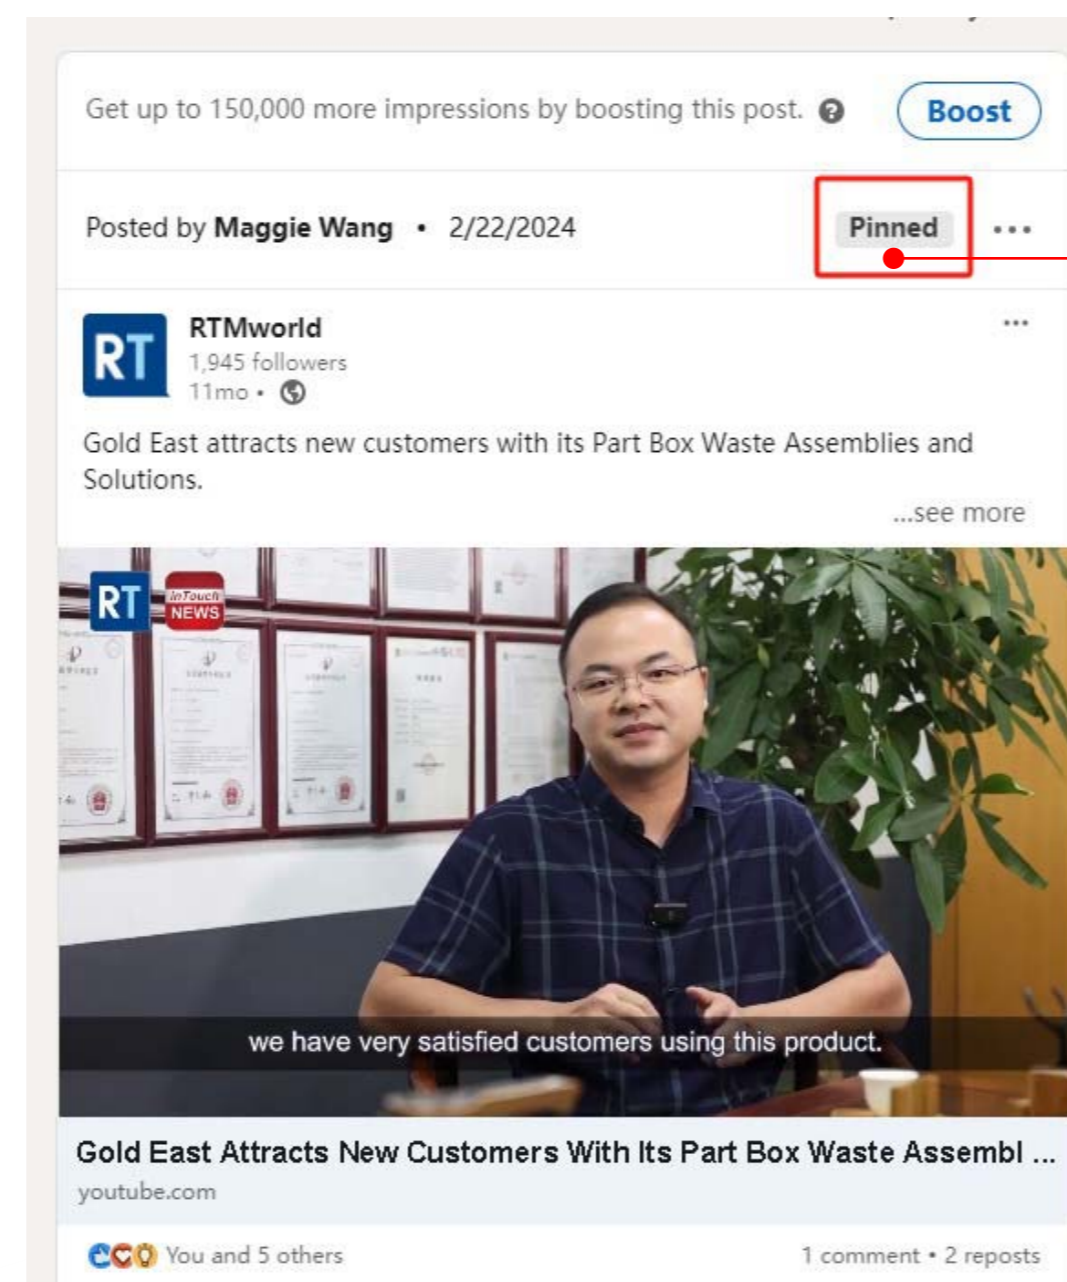 Get up to 150,000 more impressions by boosting this post. ?
Boost
Posted by Maggie Wang • 2/22/2024
Pinned ...
RT
RTMworld
1,945 followers
11mo •
...
Gold East attracts new customers with its Part Box Waste Assemblies and
Solutions.
...see more
RT
inTouch
NEWS
we have very satisfied customers using this product.
Gold East Attracts New Customers With Its Part Box Waste Assembl ...
youtube.com
You and 5 others
1 comment • 2 reposts